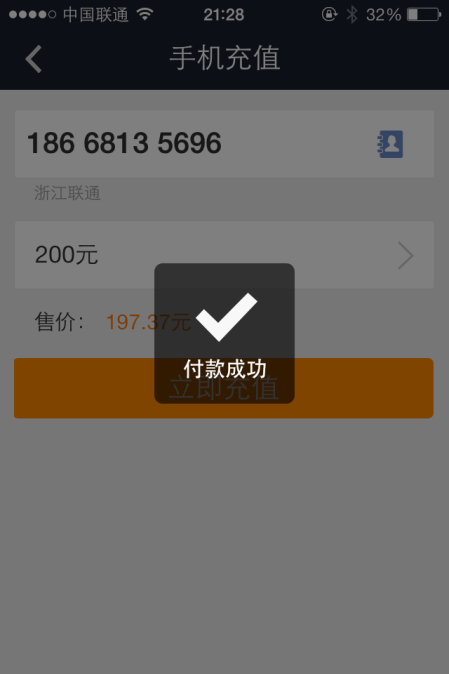 中国联通 21:28 32%
手机充值
186 6813 5696
浙江联通
200元
售价： 197.37元
付款成功
立即充值